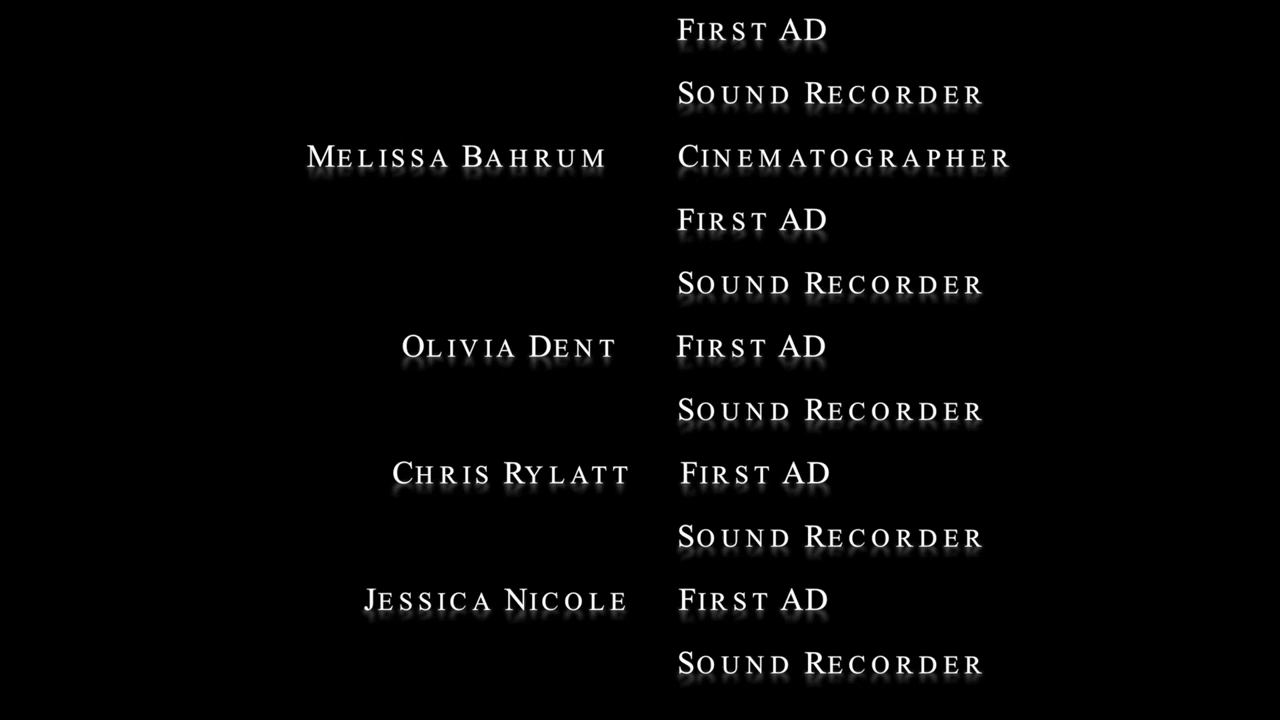 First AD
Sound Recorder
Melissa Bahrum Cinematographer
First AD
Sound Recorder
Olivia Dent First AD
Sound Recorder
Chris Rylatt First AD
Sound Recorder
Jessica Nicole First AD
Sound Recorder